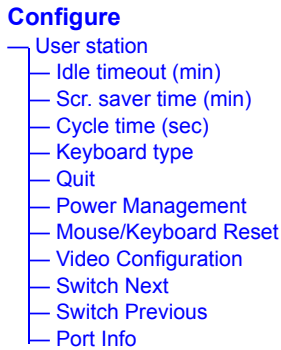 Configure
User station
Idle timeout (min)
Scr. saver time (min)
Cycle time (sec)
Keyboard type
Quit
Power Management
Mouse/Keyboard Reset
Video Configuration
Switch Next
Switch Previous
Port Info